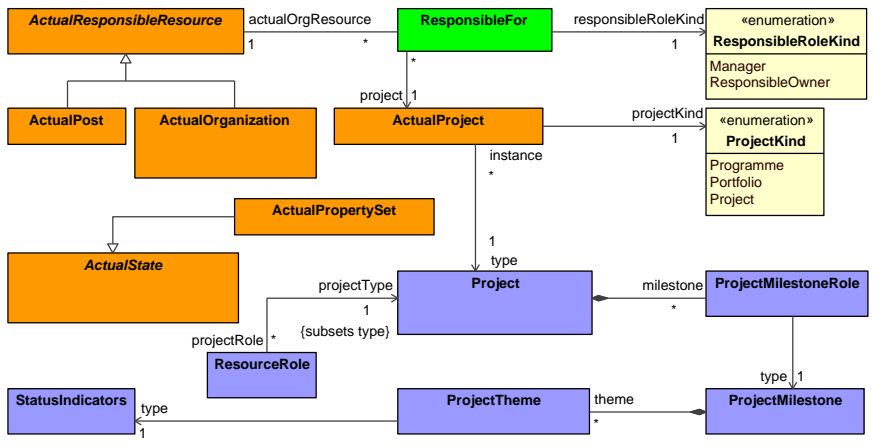 ActualResponsibleResource
actualOrgResource
1
*
ResponsibleFor
responsibleRoleKind
1
«enumeration»
ResponsibleRoleKind
Manager
ResponsibleOwner
*
project
1
ActualPost
ActualOrganization
ActualProject
projectKind
1
«enumeration»
ProjectKind
Programme
Portfolio
Project
instance
*
ActualPropertySet
ActualState
1
type
projectType
1
{subsets type}
Project
milestone
*
ProjectMilestoneRole
projectRole
*
ResourceRole
type
1
StatusIndicators
type
1
ProjectTheme
theme
*
ProjectMilestone